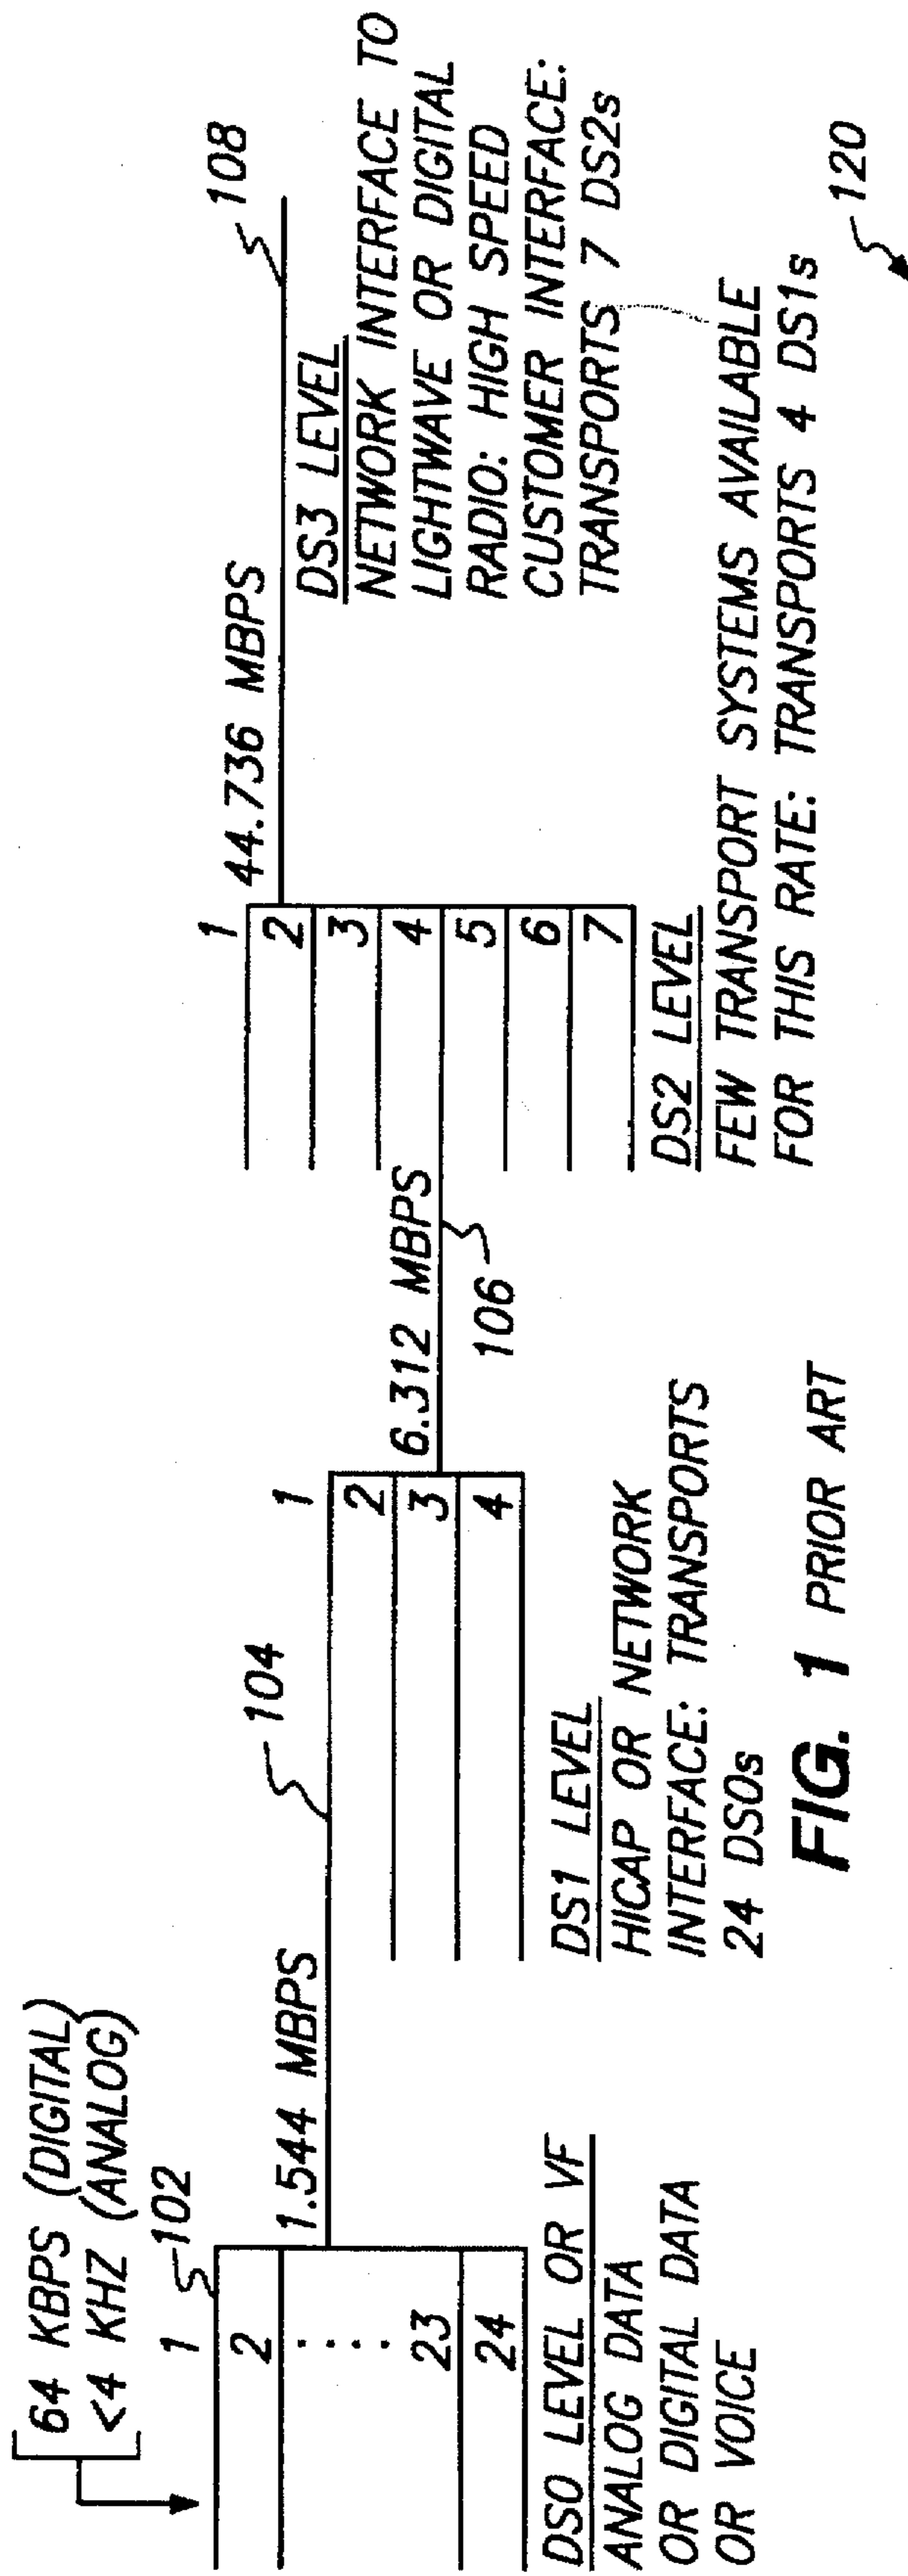 64 KBPS (DIGITAL)
<4 KHZ (ANALOG)
102
1
2
23
24
1.544 MBPS
DS0 LEVEL OR VF
ANALOG DATA
OR DIGITAL DATA
OR VOICE
104
1
2
3
4
6.312 MBPS
106
DS1 LEVEL
HICAP OR NETWORK
INTERFACE: TRANSPORTS
24 DS0s
1
2
3
4
5
6
7
44.736 MBPS
108
DS2 LEVEL
FEW TRANSPORT SYSTEMS AVAILABLE
FOR THIS RATE: TRANSPORTS 4 DS1s
DS3 LEVEL
NETWORK INTERFACE TO
LIGHTWAVE OR DIGITAL
RADIO: HIGH SPEED
CUSTOMER INTERFACE:
TRANSPORTS 7 DS2s
120
FIG. 1 PRIOR ART